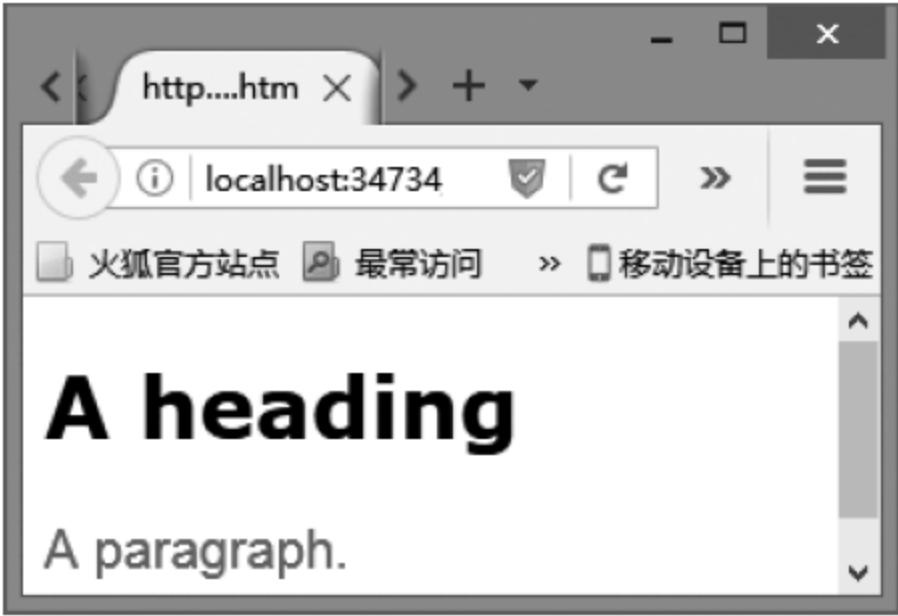 http....htm
localhost:34734
火狐官方站点 最常访问 移动设备上的书签
A heading
A paragraph.